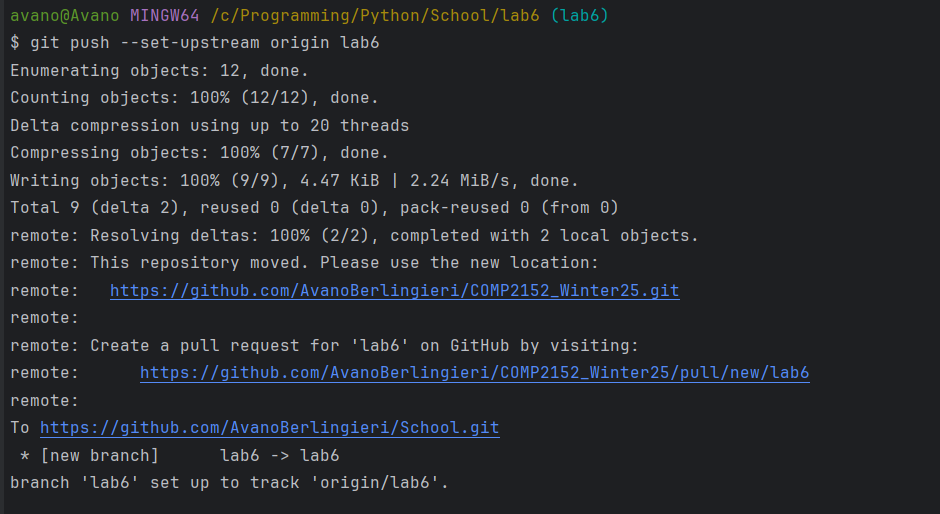 avano@Avano MINGW64 /c/Programming/Python/School/lab6 (lab6)
$ git push --set-upstream origin lab6
Enumerating objects: 12, done.
Counting objects: 100% (12/12), done.
Delta compression using up to 20 threads
Compressing objects: 100% (7/7), done.
Writing objects: 100% (9/9), 4.47 KiB | 2.24 MiB/s, done.
Total 9 (delta 2), reused 0 (delta 0), pack-reused 0 (from 0)
remote: Resolving deltas: 100% (2/2), completed with 2 local objects.
remote: This repository moved. Please use the new location:
remote:   https://github.com/AvanoBerlingieri/COMP2152_Winter25.git
remote:
remote: Create a pull request for 'lab6' on GitHub by visiting:
remote:      https://github.com/AvanoBerlingieri/COMP2152_Winter25/pull/new/lab6
remote:
To https://github.com/AvanoBerlingieri/School.git
 * [new branch]      lab6 -> lab6
branch 'lab6' set up to track 'origin/lab6'.